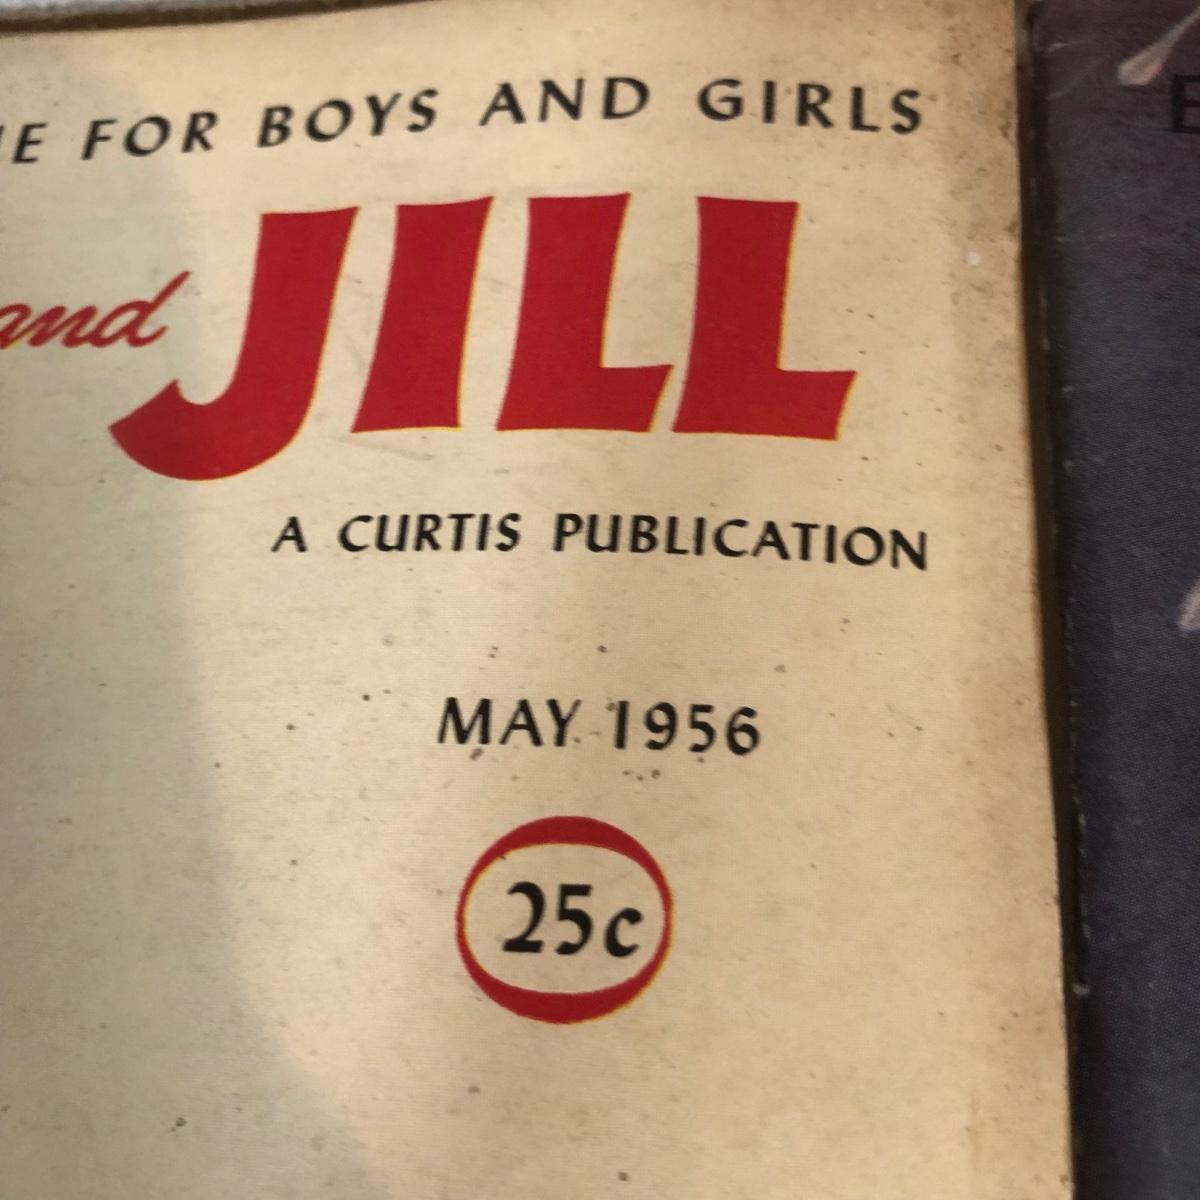 FOR BOYS AND GIRLS
and JILL
A CURTIS PUBLICATION
MAY 1956
25c